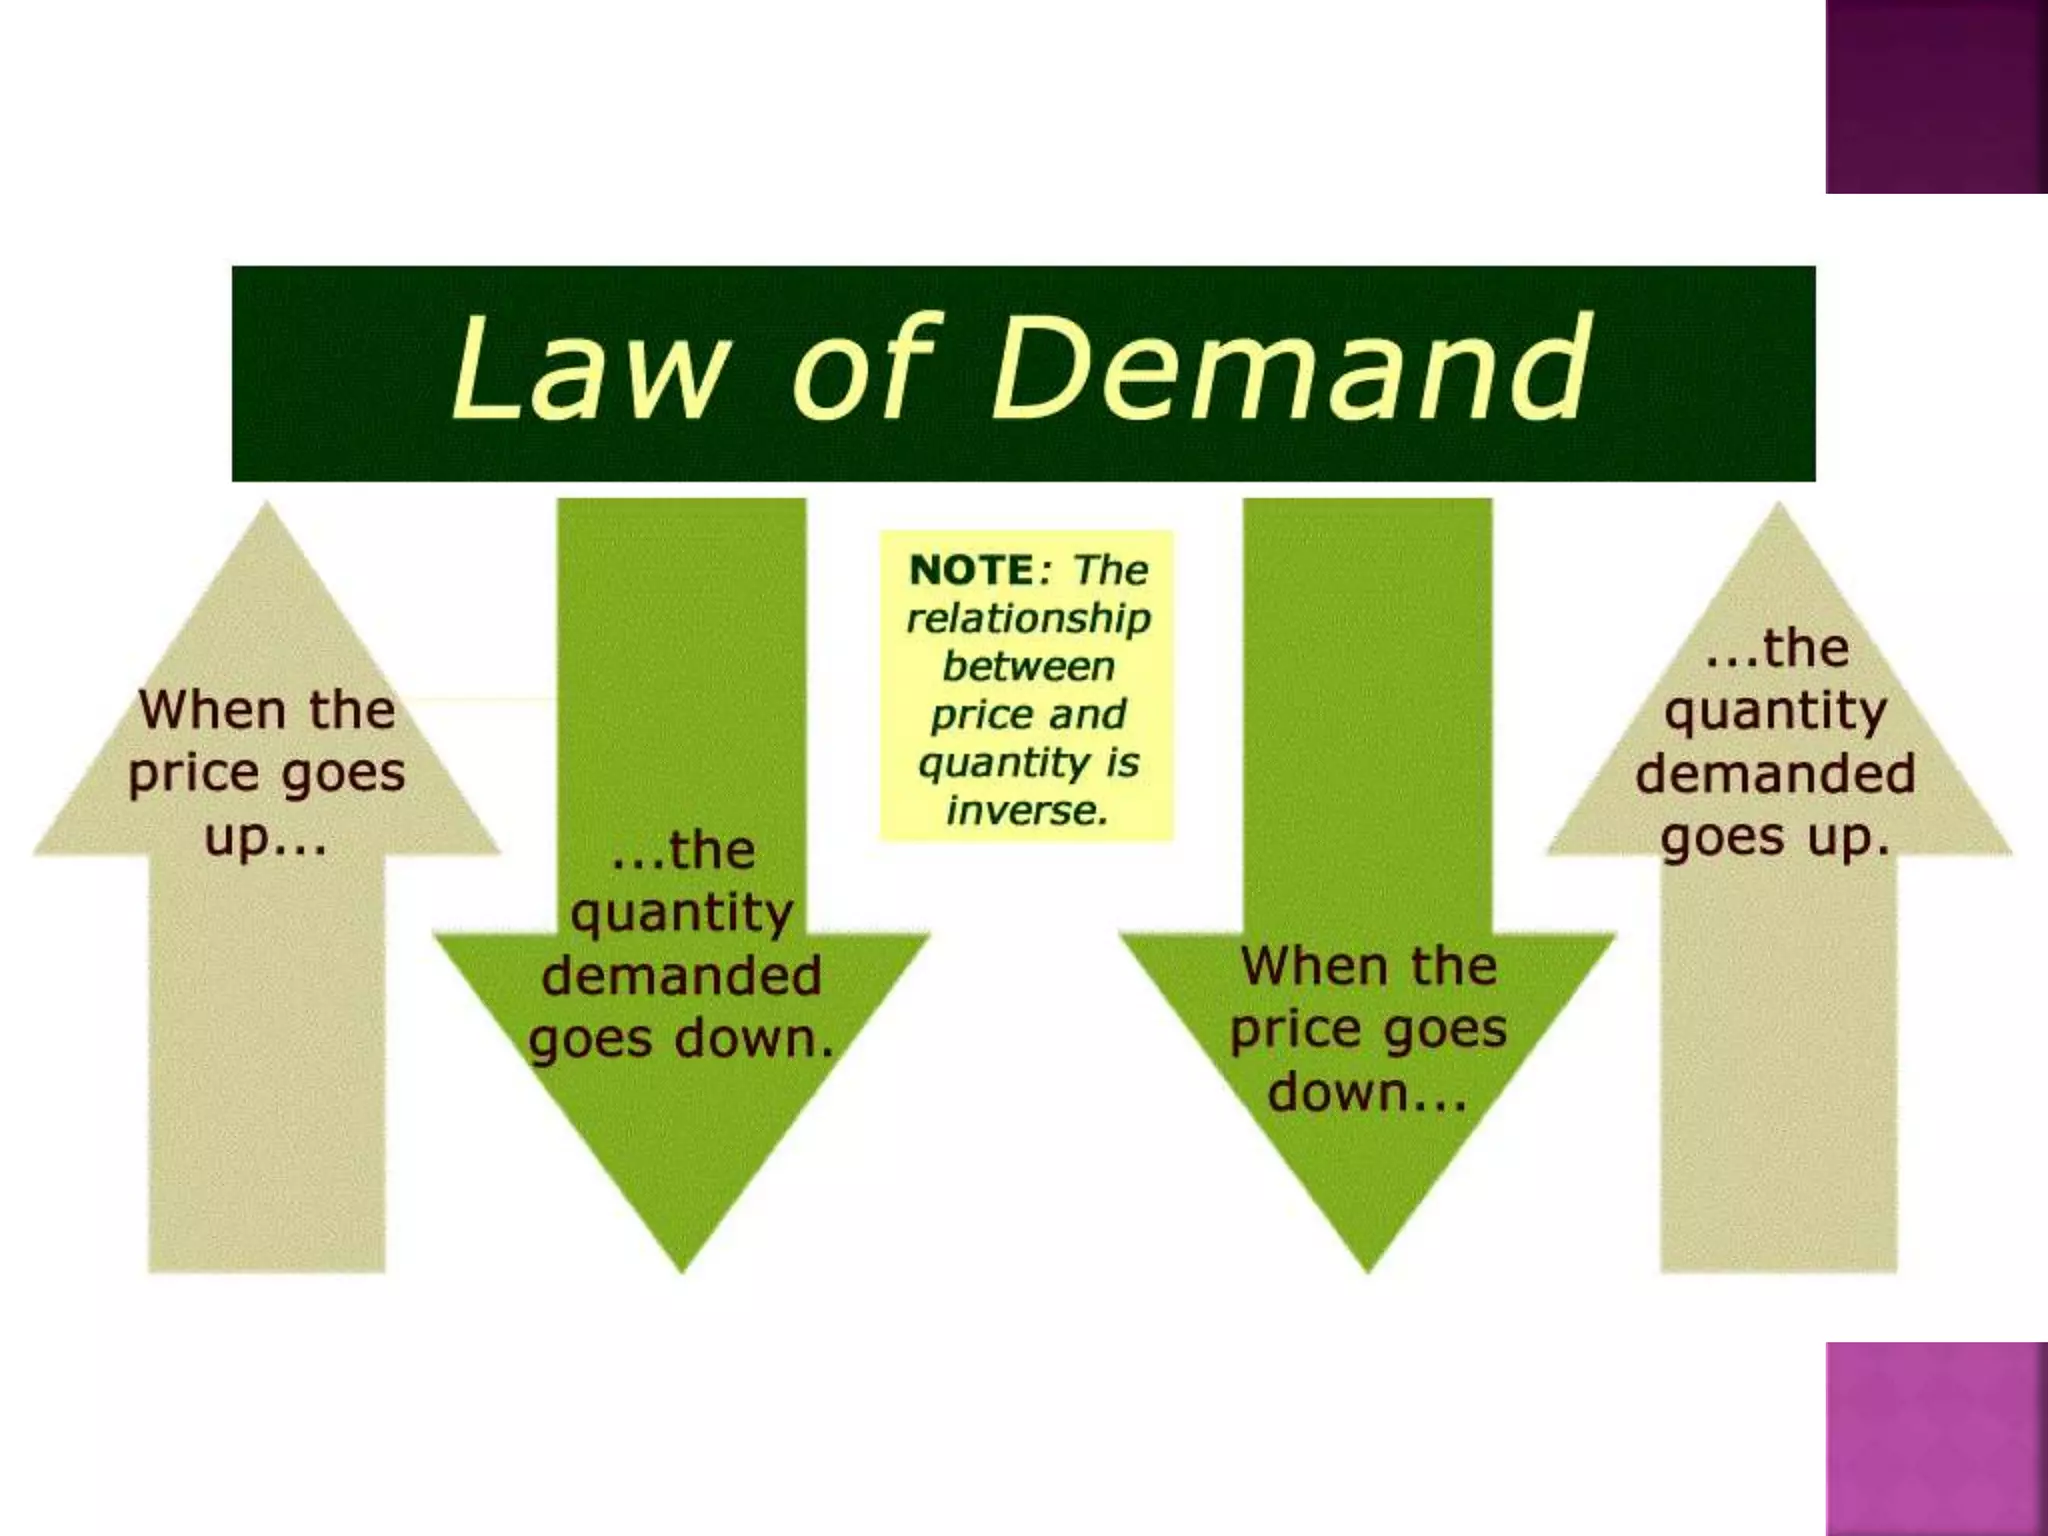 Law of Demand
When the
price goes
up...
...the
quantity
demanded
goes down.
NOTE: The
relationship
between
price and
quantity is
inverse.
When the
price goes
down...
...the
quantity
demanded
goes up.